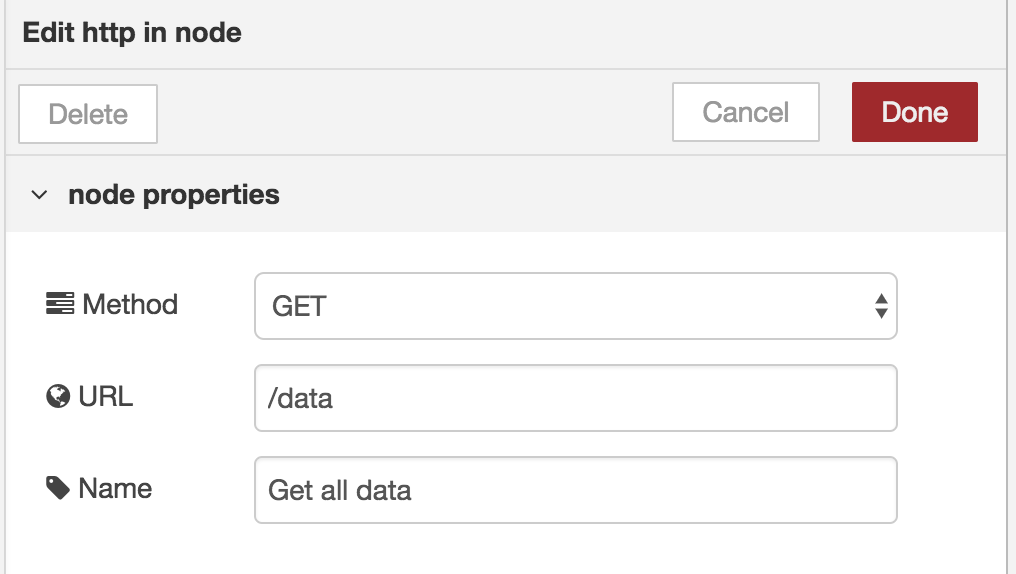 Edit http in node
Delete
Cancel
Done
node properties
Method
GET
URL
/data
Name
Get all data